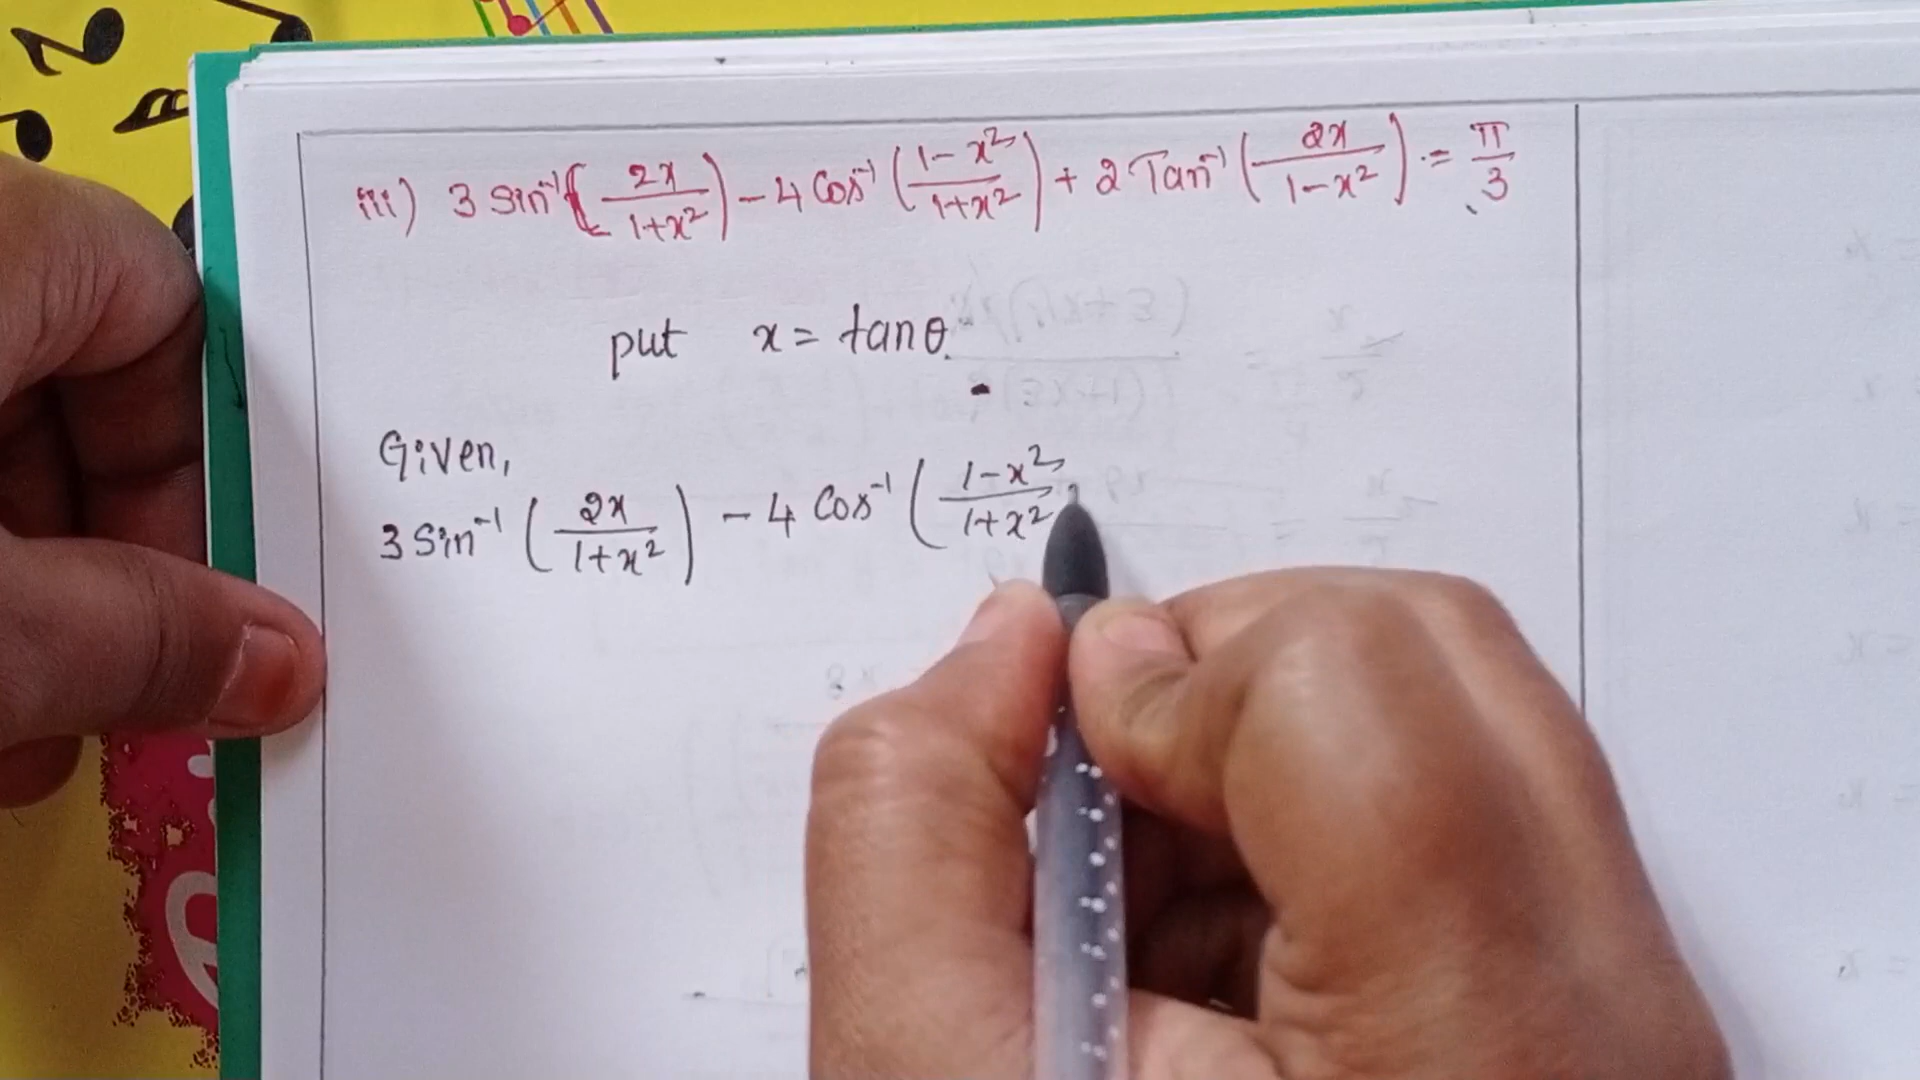 iii) 3 Sin⁻¹(2x/1+x²) - 4 Cos⁻¹(1-x²/1+x²) + 2 Tan⁻¹(2x/1-x²) = π/3
put x = tanθ
Given,
3 Sin⁻¹(2x/1+x²) - 4 Cos⁻¹(1-x²/1+x²